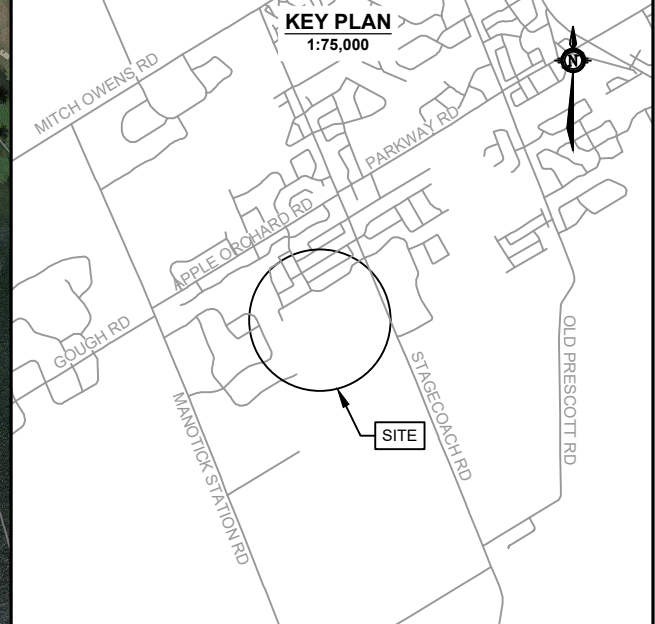 KEY PLAN
1:75,000
N
MITCH OWENS RD
PARKWAY RD
APPLE ORCHARD RD
GOUGH RD
OLD PRESCOTT RD
STAGECOACH RD
MANOTICK STATION RD
SITE